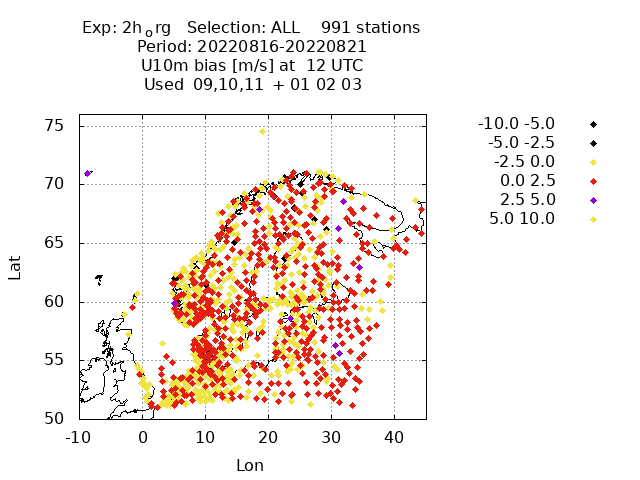 Exp: 2horg   Selection: ALL    991 stations
Period: 20220816-20220821
U10m bias [m/s] at  12 UTC
Used  09,10,11  + 01 02 03
-10.0 -5.0
-5.0 -2.5
-2.5 0.0
0.0 2.5
2.5 5.0
5.0 10.0
75
70
65
60
55
50
Lat
-10 0 10 20 30 40
Lon